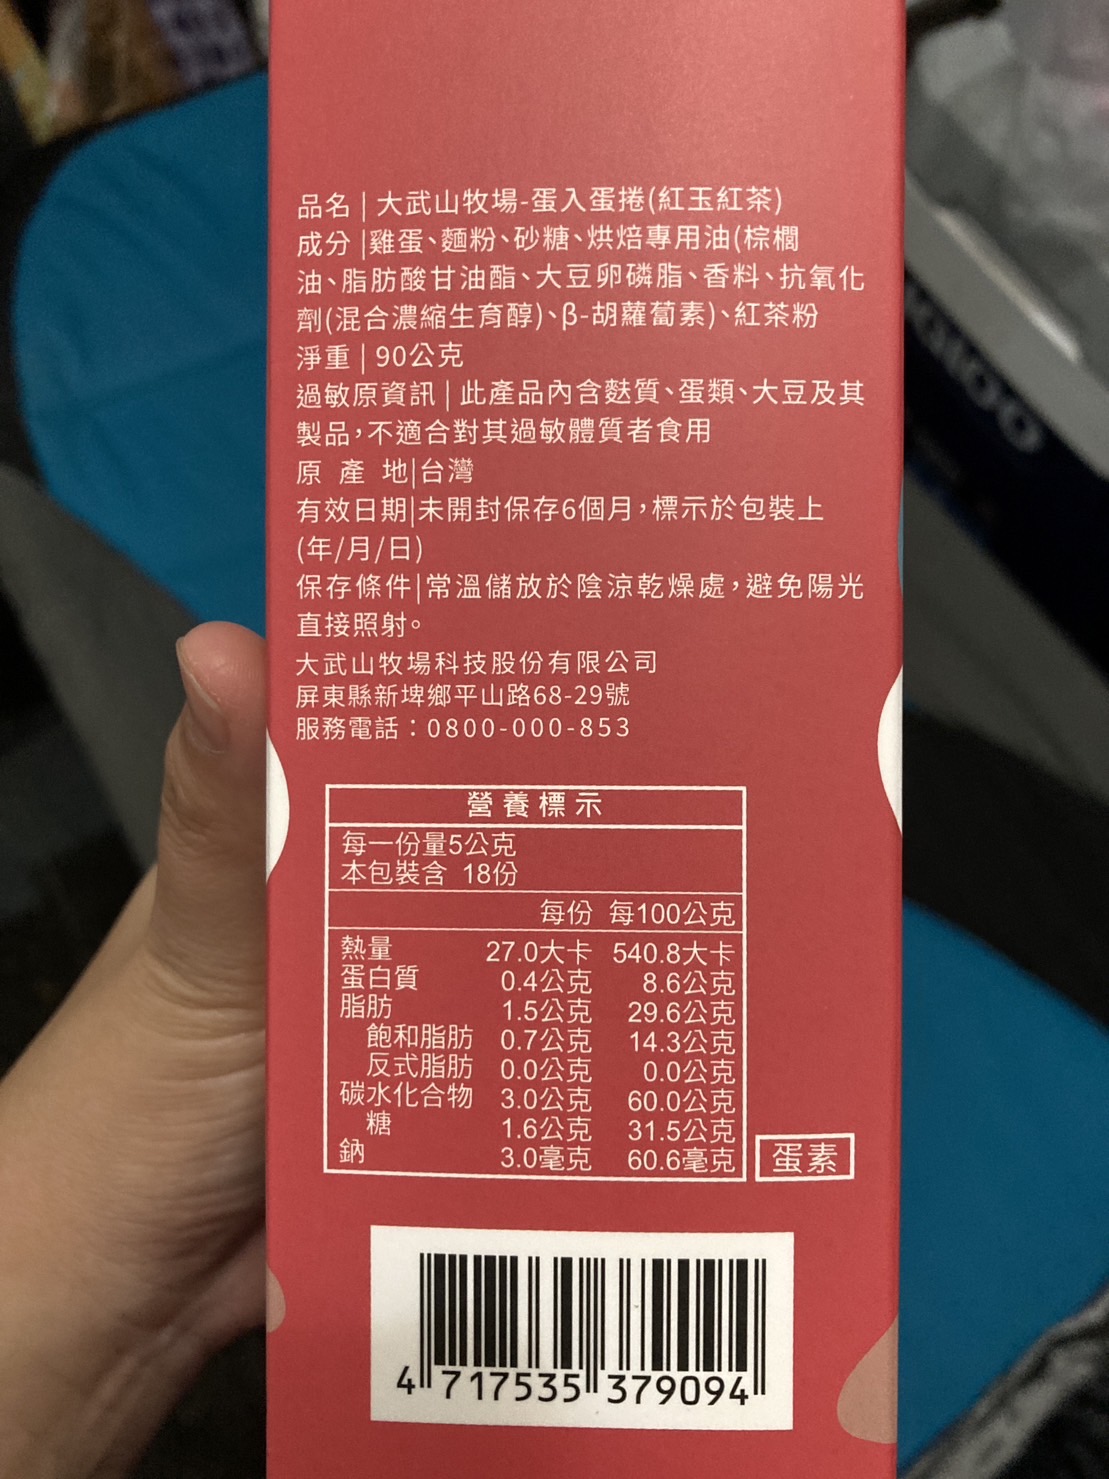 品名|大武山牧場-蛋入蛋捲(紅玉紅茶)
成分|雞蛋、麵粉、砂糖、烘焙專用油(棕櫚
油、脂肪酸甘油酯、大豆卵磷脂、香料、抗氧化
劑(混合濃縮生育醇)、β-胡蘿蔔素)、紅茶粉
淨重|90公克
過敏原資訊|此產品內含麩質、蛋類、大豆及其
製品,不適合對其過敏體質者食用
原 產 地|台灣
有效日期|未開封保存6個月,標示於包裝上
(年/月/日)
保存條件|常溫儲放於陰涼乾燥處,避免陽光
直接照射。
大武山牧場科技股份有限公司
屏東縣新埤鄉平山路68-29號
服務電話:0800-000-853
營養標示
每一份量5公克
本包裝含 18份
每份 每100公克
熱量 27.0大卡 540.8大卡
蛋白質 0.4公克 8.6公克
脂肪 1.5公克 29.6公克
飽和脂肪 0.7公克 14.3公克
反式脂肪 0.0公克 0.0公克
碳水化合物 3.0公克 60.0公克
糖 1.6公克 31.5公克
鈉 3.0毫克 60.6毫克
蛋素
4 717535 379094